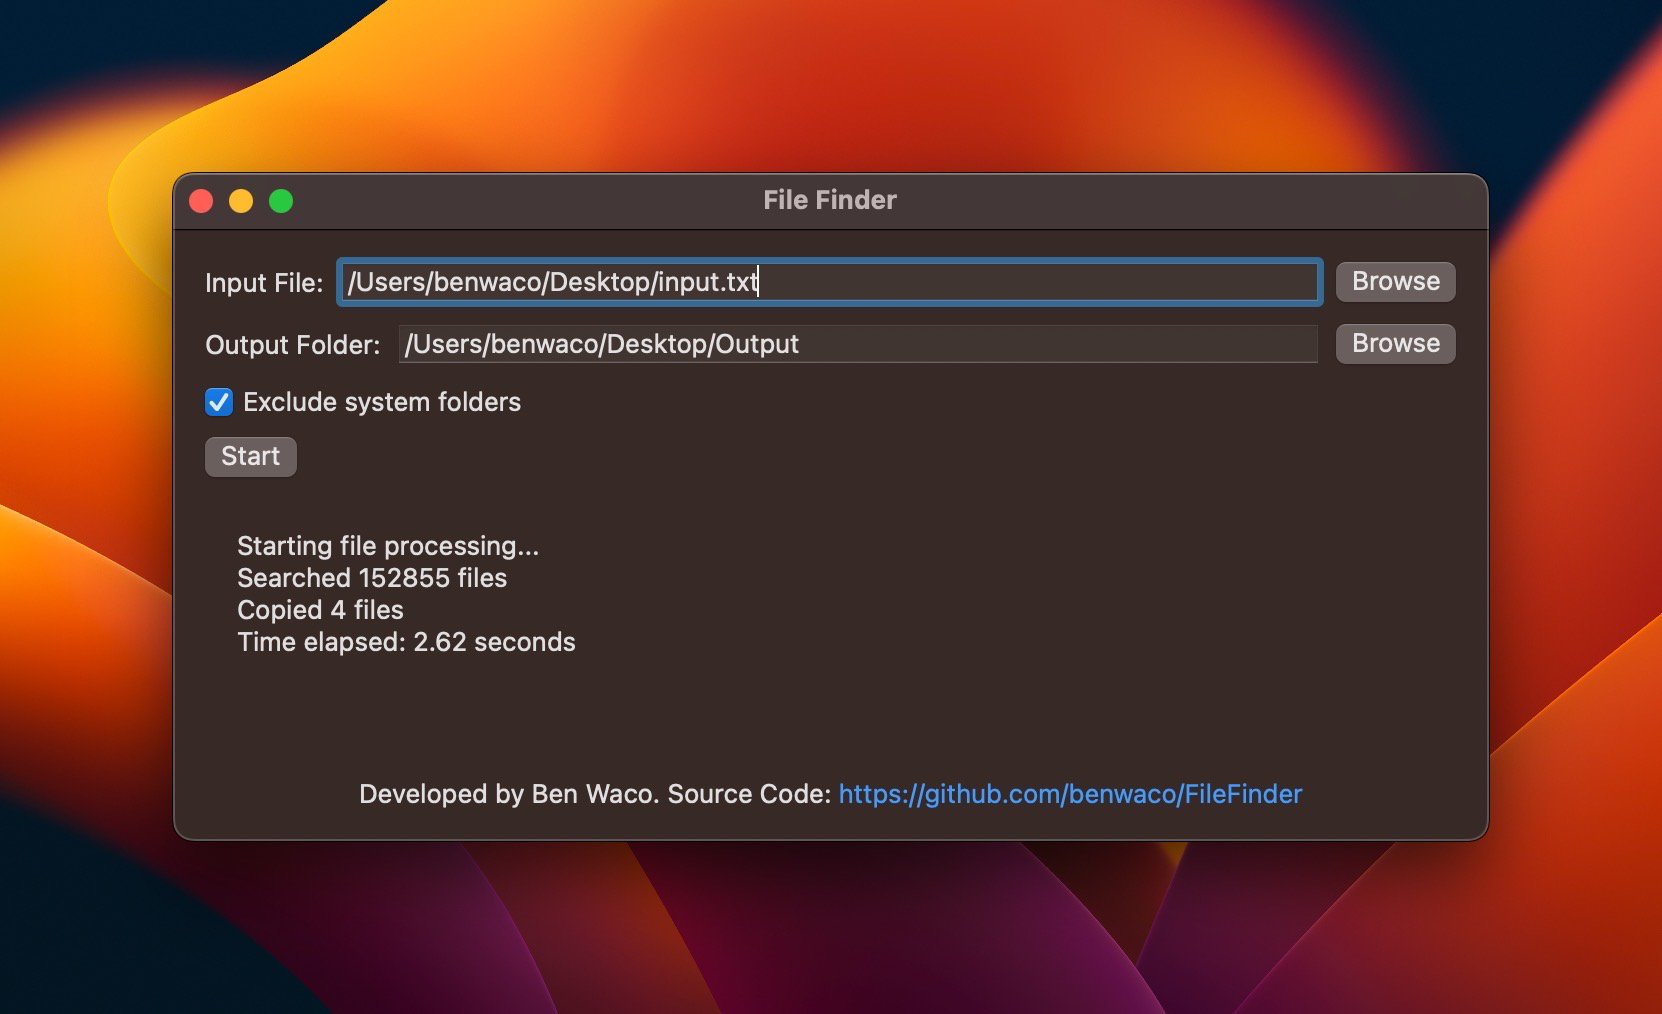 File Finder
Input File: /Users/benwaco/Desktop/input.txt Browse
Output Folder: /Users/benwaco/Desktop/Output Browse
Exclude system folders
Start
Starting file processing...
Searched 152855 files
Copied 4 files
Time elapsed: 2.62 seconds
Developed by Ben Waco. Source Code: https://github.com/benwaco/FileFinder